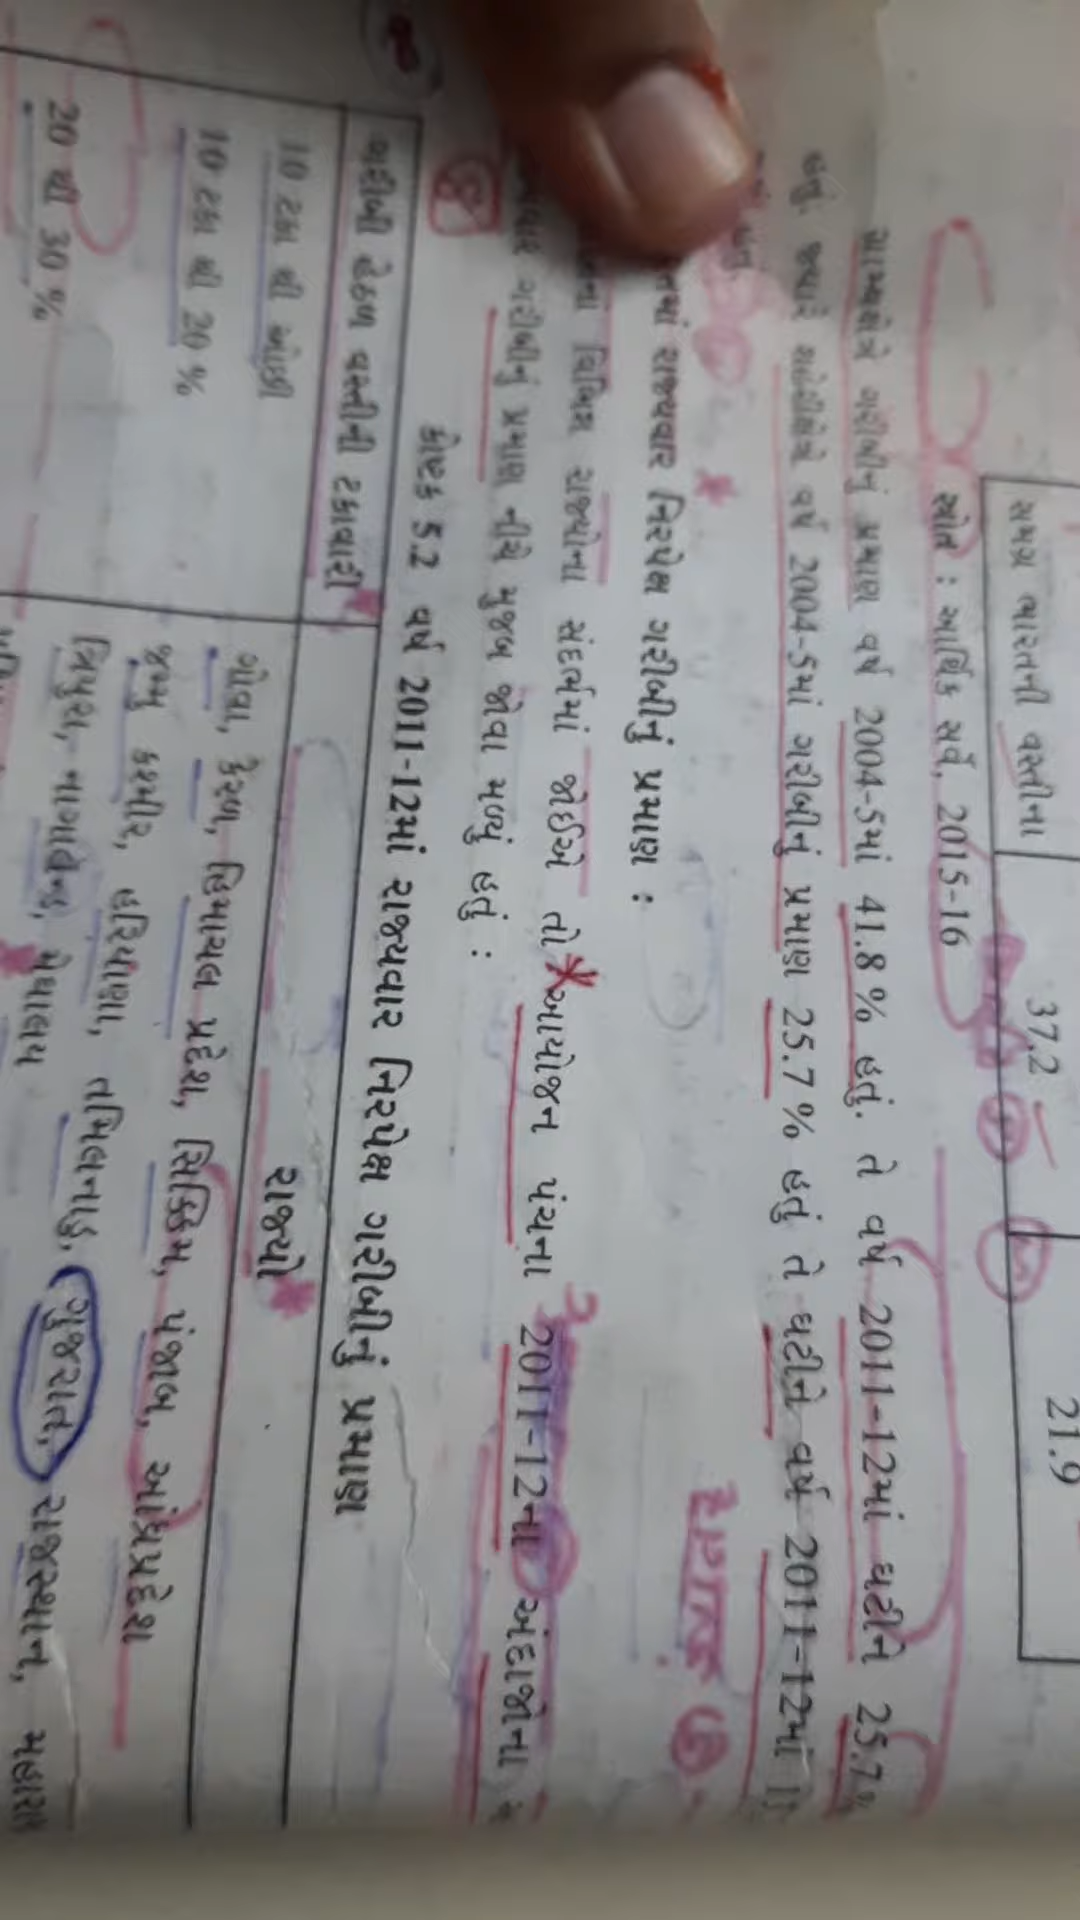 સમગ્ર ભારતની વસ્તીના 37.2 21.9
સ્રોત : આર્થિક સર્વે, 2015-16
ગ્રામ્યક્ષેત્રે ગરીબીનું પ્રમાણ વર્ષ 2004-5માં 41.8 % હતું. તે વર્ષ 2011-12માં ઘટીને 25.7%
હતું. જ્યારે શહેરીક્ષેત્રે વર્ષ 2004-5માં ગરીબીનું પ્રમાણ 25.7 % હતું તે ઘટીને વર્ષ 2011-12માં
રાજ્યવાર નિરપેક્ષ ગરીબીનું પ્રમાણ :
વિભિન્ન રાજ્યોના સંદર્ભમાં જોઈએ તો આયોજન પંચના 2011-12ના અંદાજોના
ગરીબીનું પ્રમાણ નીચે મુજબ જોવા મળ્યું હતું :
કોષ્ટક 5.2 વર્ષ 2011-12માં રાજ્યવાર નિરપેક્ષ ગરીબીનું પ્રમાણ
ગરીબી હેઠળ વસ્તીની ટકાવારી રાજ્યો
10 ટકા થી ઓછી ગોવા, કેરળ, હિમાચલ પ્રદેશ, સિક્કિમ, પંજાબ, આંધ્રપ્રદેશ
10 ટકા થી 20 % જમ્મુ કશ્મીર, હરિયાણા, તમિલનાડુ, ગુજરાત, રાજસ્થાન,
ત્રિપુરા, નાગાલેન્ડ, મેઘાલય
20 થી 30 %